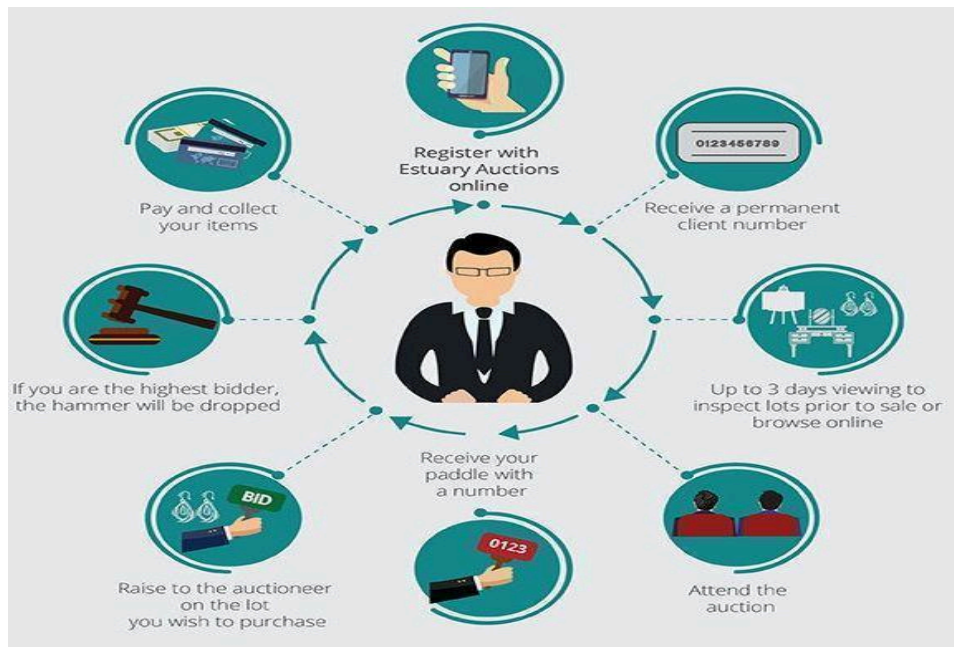 Register with
Estuary Auctions
online
0123456789
Receive a permanent
client number
Up to 3 days viewing to
inspect lots prior to sale or
browse online
Attend the
auction
Receive your
paddle with
a number
0123
BID
Raise to the auctioneer
on the lot
you wish to purchase
If you are the highest bidder,
the hammer will be dropped
Pay and collect
your items